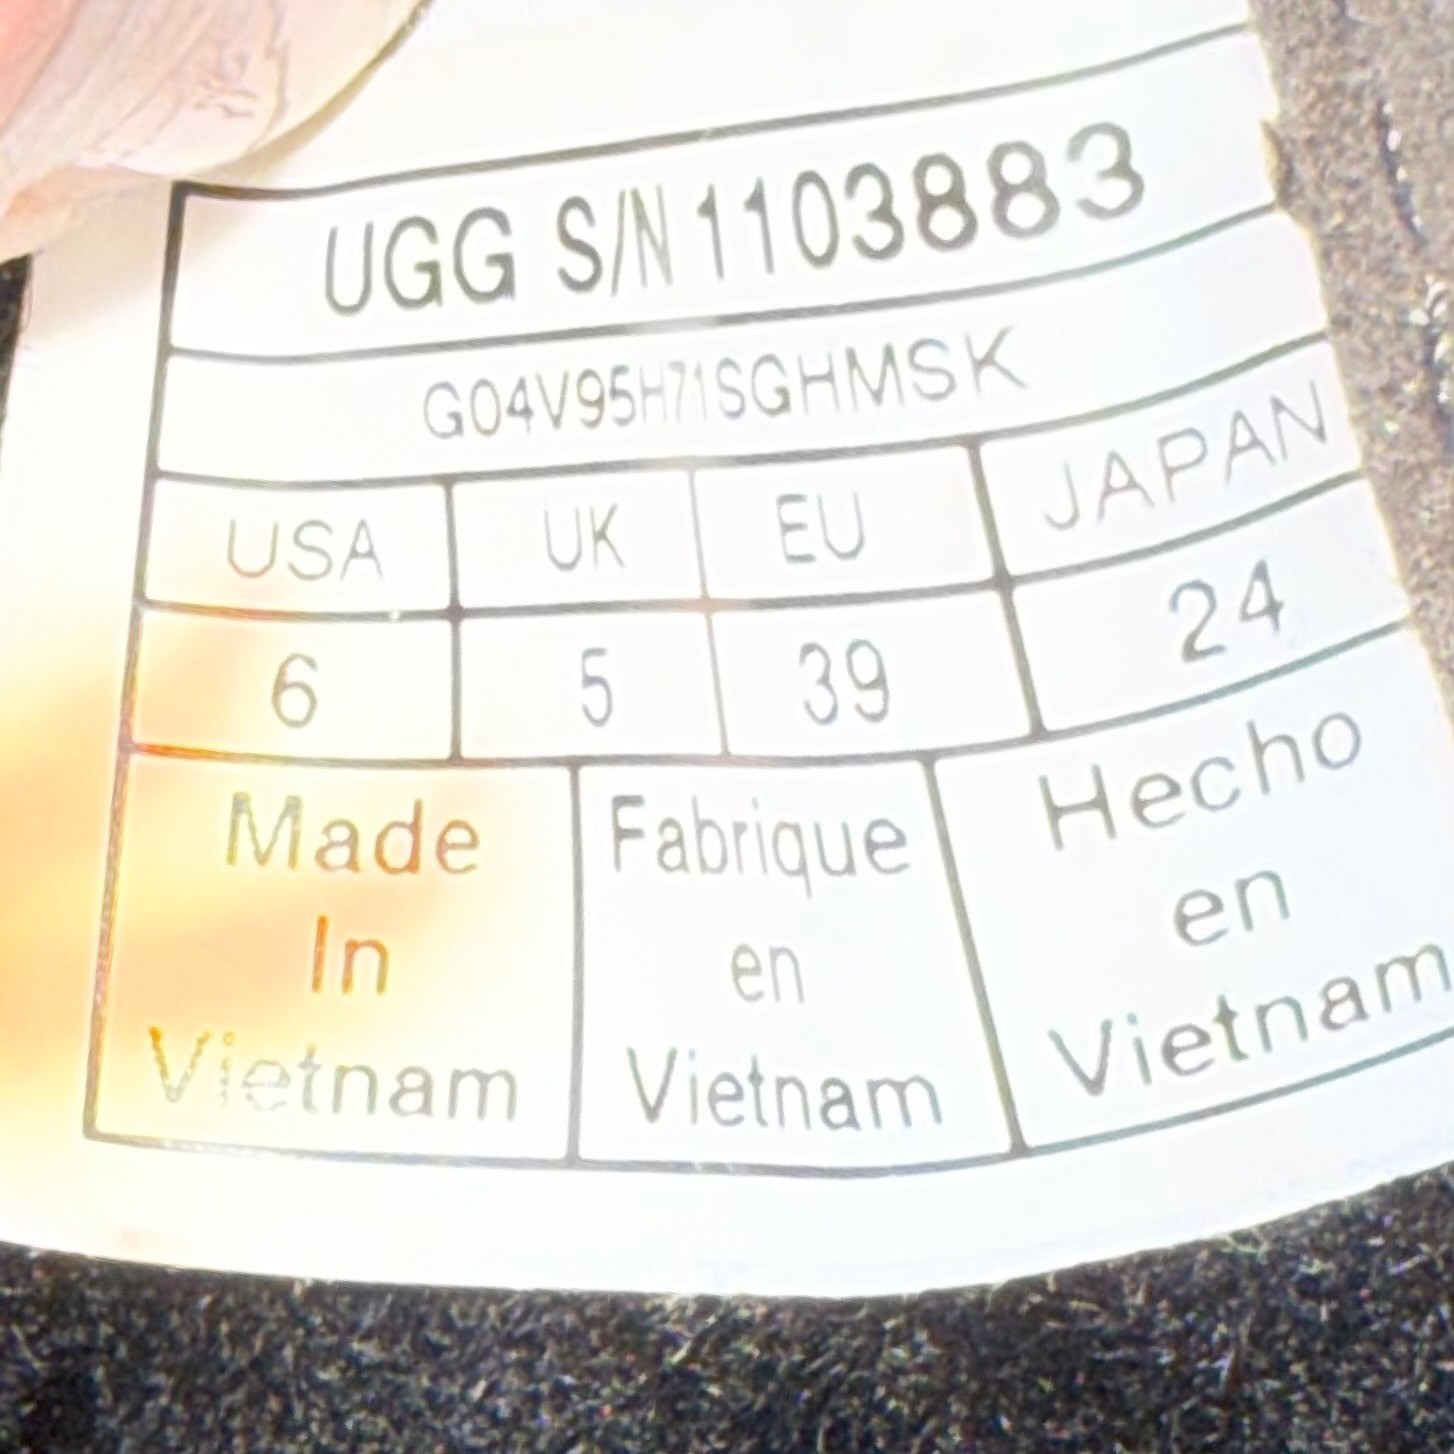 UGG S/N 1103883
G04V95H71SGHMSK
USA UK EU JAPAN
6 5 39 24
Made Fabrique Hecho
In en en
Vietnam Vietnam Vietnam